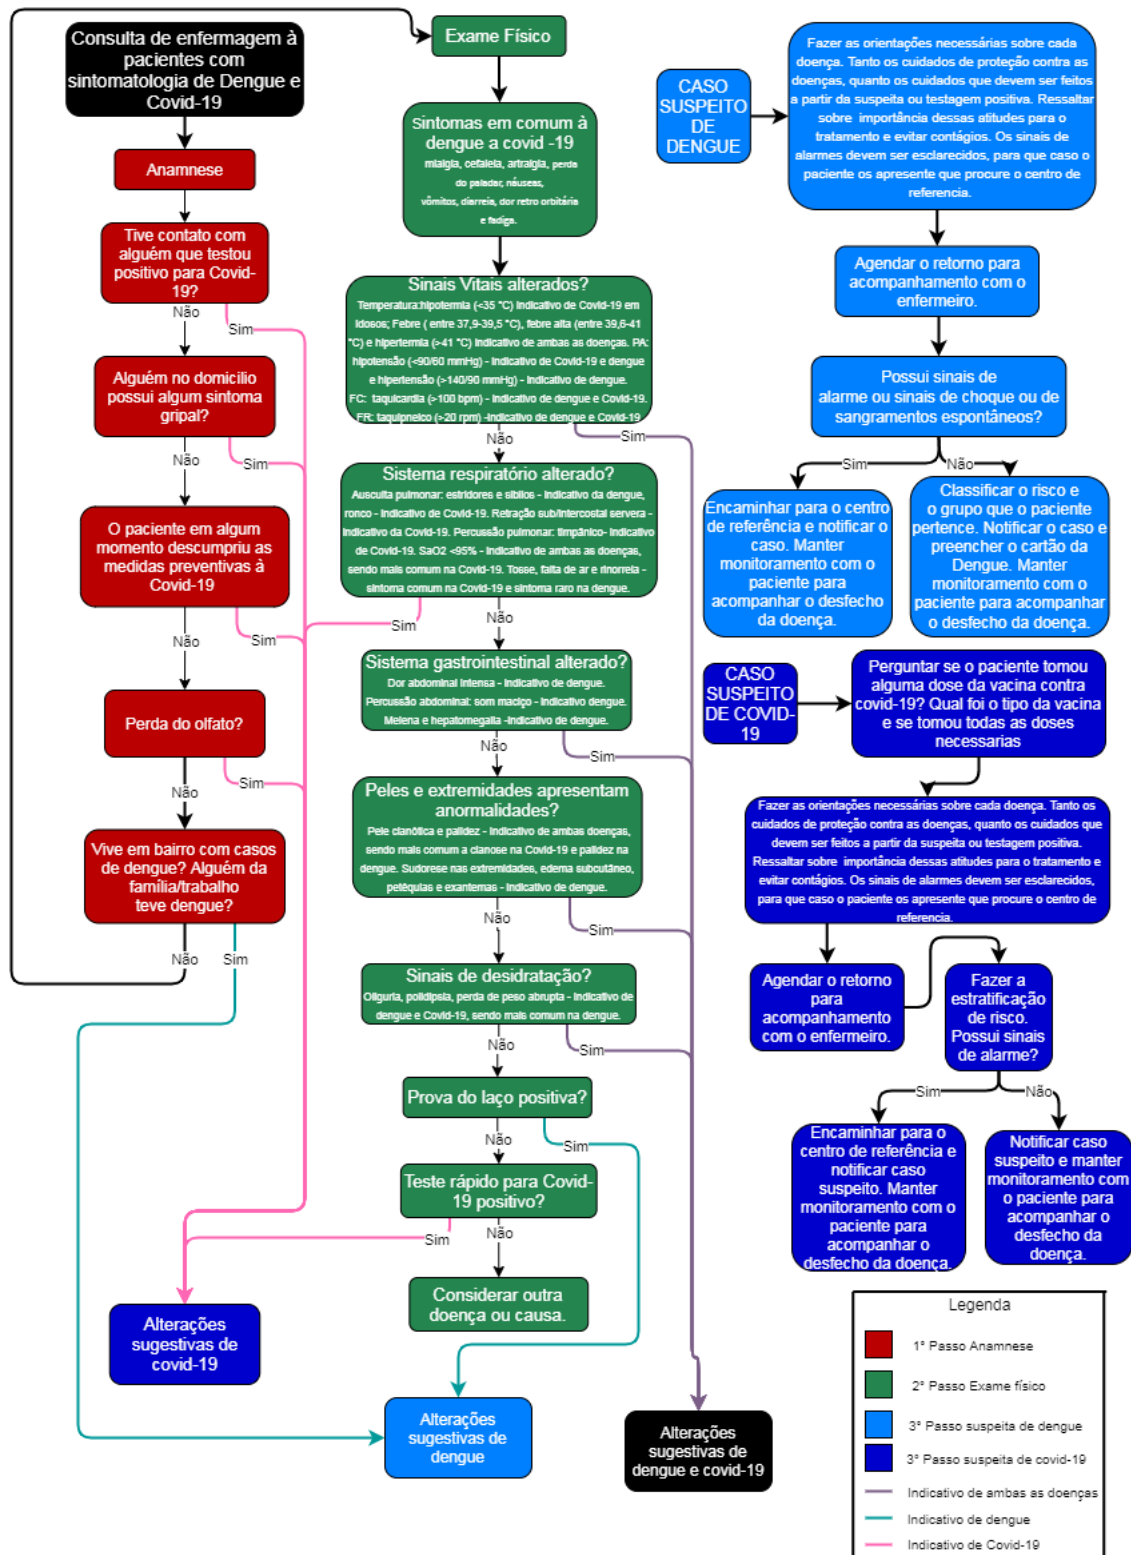 Consulta de enfermagem à
pacientes com
sintomatologia de Dengue e
Covid-19
Anamnese
Tive contato com
alguém que testou
positivo para Covid-
19?
Não
Sim
Alguém no domicilio
possui algum sintoma
gripal?
Não
Sim
O paciente em algum
momento descumpriu as
medidas preventivas à
Covid-19
Não
Sim
Perda do olfato?
Não
Sim
Vive em bairro com casos
de dengue? Alguém da
família/trabalho
teve dengue?
Não
Sim
Alterações
sugestivas de
covid-19
Exame Físico
Sintomas em comum à
dengue a covid -19
mialgia, cefaleia, artralgia, perda
do paladar, náuseas,
vômitos, diarreia, dor retro orbitária
e fadiga.
Sinais Vitais alterados?
Temperatura:hipotermia (<35 °C) Indicativo de Covid-19 em
idosos; Febre ( entre 37,9-39,5 °C), febre alta (entre 39,6-41
°C) e hipertermia (>41 °C) Indicativo de ambas as doenças. PA:
hipotensão (<90/60 mmHg) - Indicativo de Covid-19 e dengue
e hipertensão (>140/90 mmHg) - Indicativo de dengue.
FC: taquicardia (>100 bpm) - Indicativo de dengue e Covid-19.
FR: taquipneico (>20 rpm) -Indicativo de dengue e Covid-19
Não
Sim
Sistema respiratório alterado?
Ausculta pulmonar: estridores e sibilos - Indicativo da dengue,
ronco - Indicativo de Covid-19. Retração sub/intercostal servera -
Indicativo da Covid-19. Percussão pulmonar: timpânico- Indicativo
de Covid-19. SaO2 <95% - Indicativo de ambas as doenças,
sendo mais comum na Covid-19. Tosse, falta de ar e rinorreia -
sintoma comum na Covid-19 e sintoma raro na dengue.
Sim
Não
Sistema gastrointestinal alterado?
Dor abdominal intensa - Indicativo de dengue.
Percussão abdominal: som maciço - Indicativo dengue.
Melena e hepatomegalia -Indicativo de dengue.
Não
Sim
Peles e extremidades apresentam
anormalidades?
Pele cianótica e palidez - Indicativo de ambas doenças,
sendo mais comum a cianose na Covid-19 e palidez na
dengue. Sudorese nas extremidades, edema subcutâneo,
petéquias e exantemas - Indicativo de dengue.
Não
Sim
Sinais de desidratação?
Oliguria, polidipsia, perda de peso abrupta - Indicativo de
dengue e Covid-19, sendo mais comum na dengue.
Não
Sim
Prova do laço positiva?
Não
Sim
Teste rápido para Covid-
19 positivo?
Sim
Não
Considerar outra
doença ou causa.
Alterações
sugestivas de
dengue
Alterações
sugestivas de
dengue e covid-19
CASO
SUSPEITO
DE
DENGUE
Fazer as orientações necessárias sobre cada
doença. Tanto os cuidados de proteção contra as
doenças, quanto os cuidados que devem ser feitos
a partir da suspeita ou testagem positiva. Ressaltar
sobre importância dessas atitudes para o
tratamento e evitar contágios. Os sinais de
alarmes devem ser esclarecidos, para que caso o
paciente os apresente que procure o centro de
referencia.
Agendar o retorno para
acompanhamento com o
enfermeiro.
Possui sinais de
alarme ou sinais de choque ou de
sangramentos espontâneos?
Sim
Não
Encaminhar para o centro
de referência e notificar o
caso. Manter
monitoramento com o
paciente para
acompanhar o desfecho
da doença.
Classificar o risco e
o grupo que o paciente
pertence. Notificar o caso e
preencher o cartão da
Dengue. Manter
monitoramento com o
paciente para acompanhar
o desfecho da doença.
CASO
SUSPEITO
DE COVID-
19
Perguntar se o paciente tomou
alguma dose da vacina contra
covid-19? Qual foi o tipo da vacina
e se tomou todas as doses
necessarias
Fazer as orientações necessárias sobre cada doença. Tanto os
cuidados de proteção contra as doenças, quanto os cuidados que
devem ser feitos a partir da suspeita ou testagem positiva.
Ressaltar sobre importância dessas atitudes para o tratamento e
evitar contágios. Os sinais de alarmes devem ser esclarecidos,
para que caso o paciente os apresente que procure o centro de
referencia.
Agendar o retorno
para
acompanhamento
com o enfermeiro.
Fazer a
estratificação
de risco.
Possui sinais
de alarme?
Sim
Não
Encaminhar para o
centro de referência e
notificar caso
suspeito. Manter
monitoramento com o
paciente para
acompanhar o
desfecho da doença.
Notificar caso
suspeito e manter
monitoramento com
o paciente para
acompanhar o
desfecho da
doença.
Legenda
1° Passo Anamnese
2° Passo Exame físico
3° Passo suspeita de dengue
3° Passo suspeita de covid-19
Indicativo de ambas as doenças
Indicativo de dengue
Indicativo de Covid-19